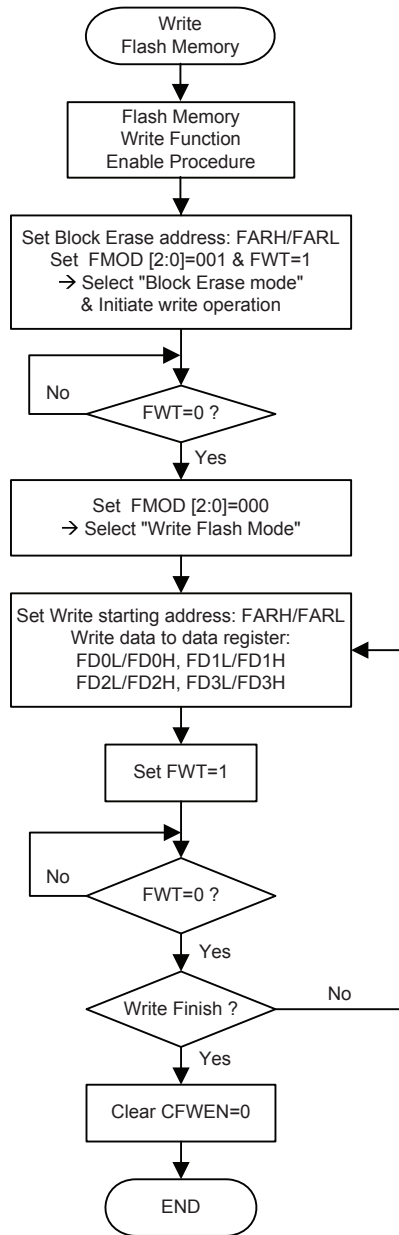 Write
Flash Memory
Flash Memory
Write Function
Enable Procedure
Set Block Erase address: FARH/FARL
Set FMOD [2:0]=001 & FWT=1
→ Select "Block Erase mode"
& Initiate write operation
No
FWT=0 ?
Yes
Set FMOD [2:0]=000
→ Select "Write Flash Mode"
Set Write starting address: FARH/FARL
Write data to data register:
FD0L/FD0H, FD1L/FD1H
FD2L/FD2H, FD3L/FD3H
Set FWT=1
No
FWT=0 ?
Yes
Write Finish ?
No
Yes
Clear CFWEN=0
END